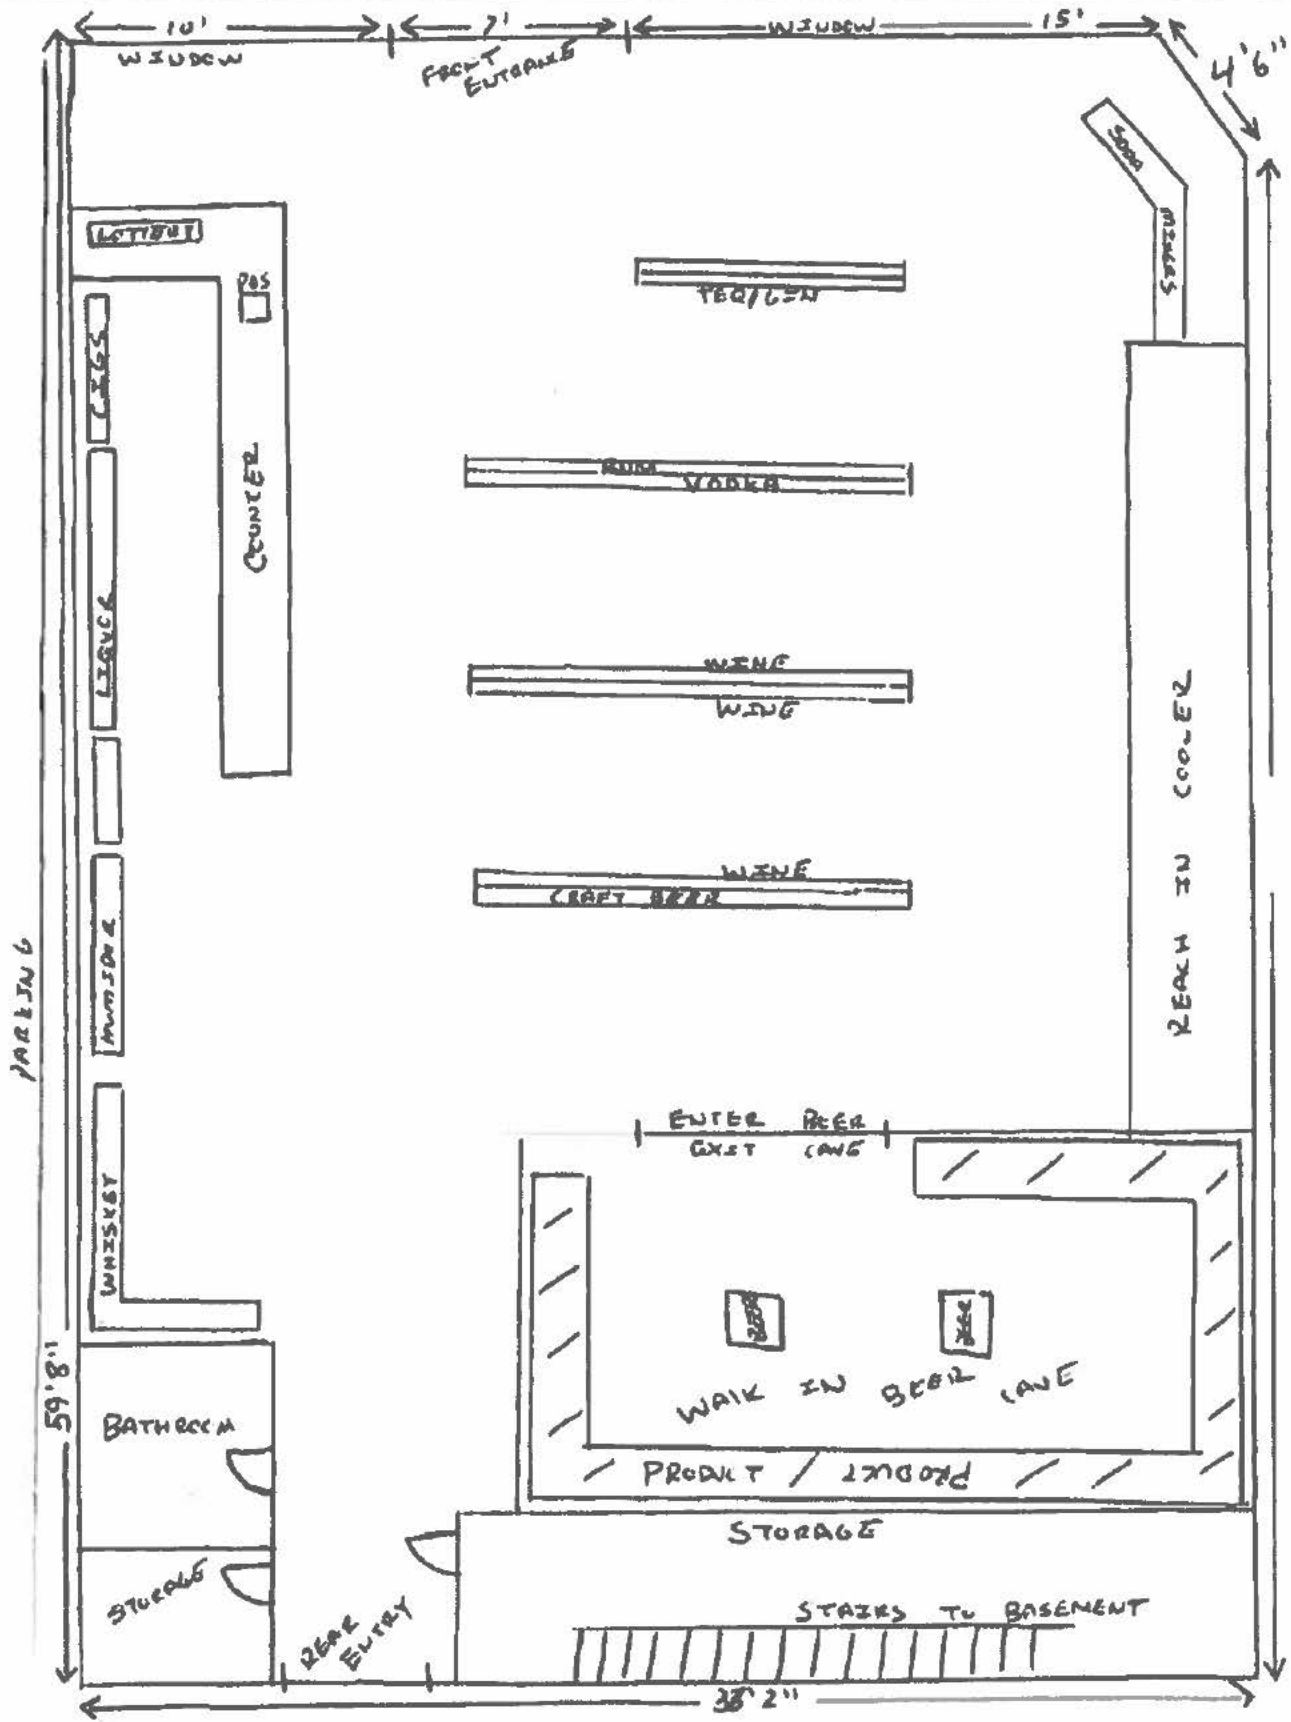 10'
7'
WINDOW
15'
4'6"
WINDOW
FRONT
ENTRANCE
SODA
MIXERS
LOTTERY
POS
TEQ/GIN
CIGS
COUNTER
RUM
VODKA
LIQUOR
WINE
WINE
REACH IN COOLER
WINE
CRAFT BEER
HUMIDOR
PARKING
ENTER BEER
EXIT CAVE
WHISKEY
BEER
BEER
WALK IN BEER CAVE
59'8"
BATHROOM
PRODUCT
PRODUCT
STORAGE
STORAGE
REAR
ENTRY
STAIRS TO BASEMENT